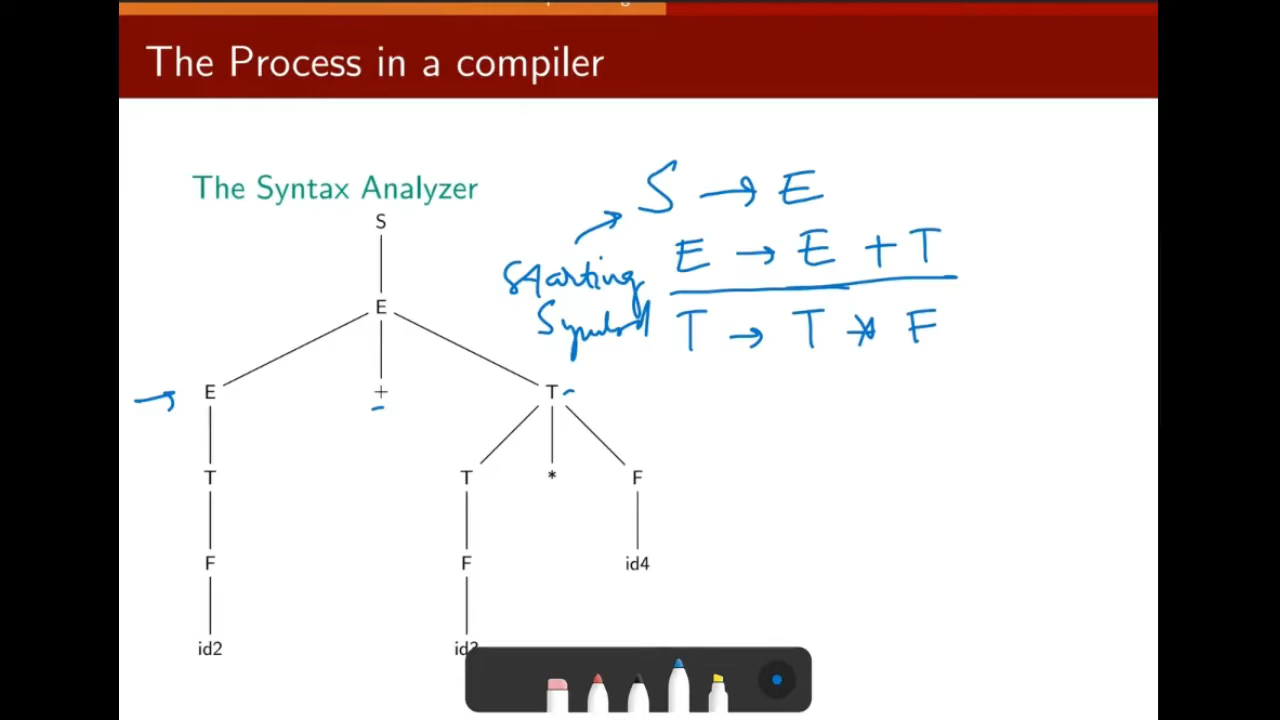 The Process in a compiler
The Syntax Analyzer
S → E
E → E + T
T → T * F
Starting
Symbol
S
E
E + T
T T * F
F F id4
id2